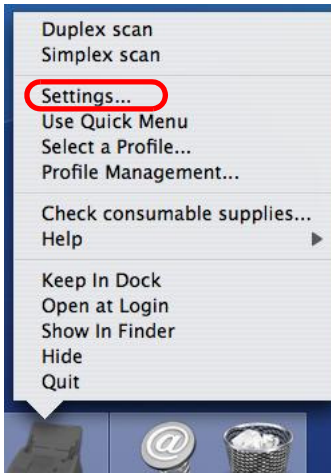 Duplex scan
Simplex scan
Settings...
Use Quick Menu
Select a Profile...
Profile Management...
Check consumable supplies...
Help
Keep In Dock
Open at Login
Show In Finder
Hide
Quit
@